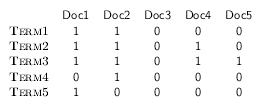 Doc1 Doc2 Doc3 Doc4 Doc5
Term1 1 1 0 0 0
Term2 1 1 0 1 0
Term3 1 1 0 1 1
Term4 0 1 0 0 0
Term5 1 0 0 0 0